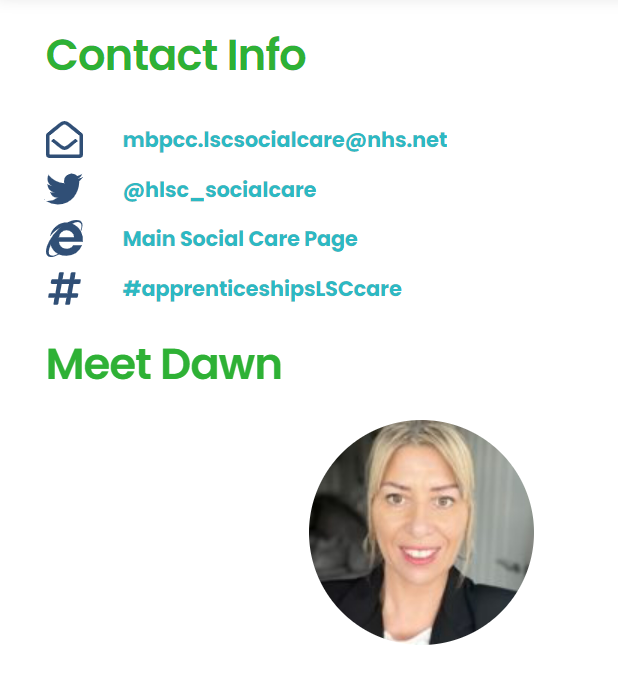 Contact Info
mbpcc.lscsocialcare@nhs.net
@hlsc_socialcare
Main Social Care Page
#apprenticeshipsLSCcare
Meet Dawn